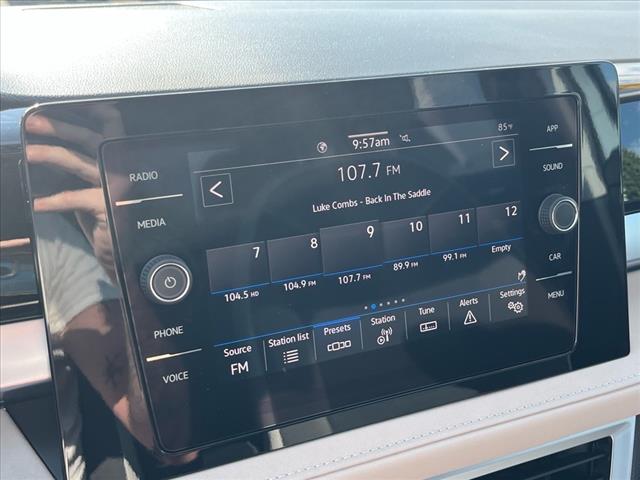 9:57am
85°F
107.7 FM
Luke Combs - Back In The Saddle
7 8 9 10 11 12
104.5 HD 104.9 FM 107.7 FM 89.9 FM 99.1 FM Empty
Source Station list Presets Station Tune Alerts Settings
FM
RADIO
MEDIA
PHONE
VOICE
APP
SOUND
CAR
MENU